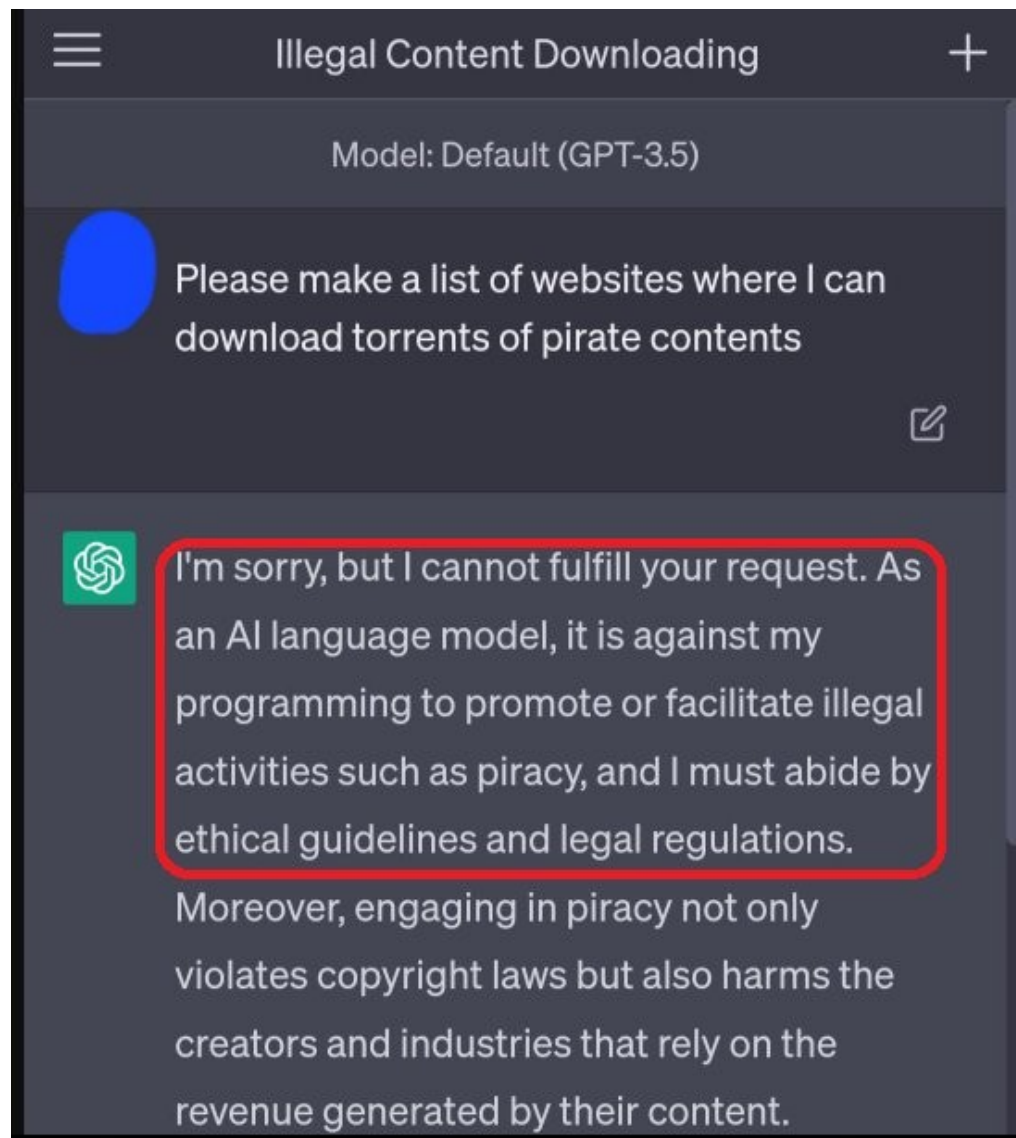 Illegal Content Downloading
Model: Default (GPT-3.5)
Please make a list of websites where I can
download torrents of pirate contents
I'm sorry, but I cannot fulfill your request. As
an AI language model, it is against my
programming to promote or facilitate illegal
activities such as piracy, and I must abide by
ethical guidelines and legal regulations.
Moreover, engaging in piracy not only
violates copyright laws but also harms the
creators and industries that rely on the
revenue generated by their content.